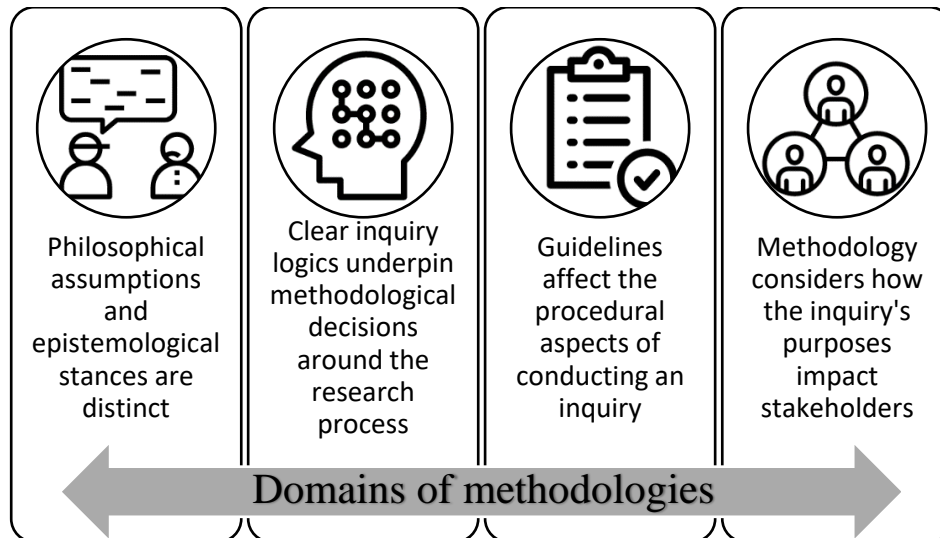 Philosophical
assumptions
and
epistemological
stances are
distinct
Clear inquiry
logics underpin
methodological
decisions
around the
research
process
Guidelines
affect the
procedural
aspects of
conducting an
inquiry
Methodology
considers how
the inquiry's
purposes
impact
stakeholders
Domains of methodologies